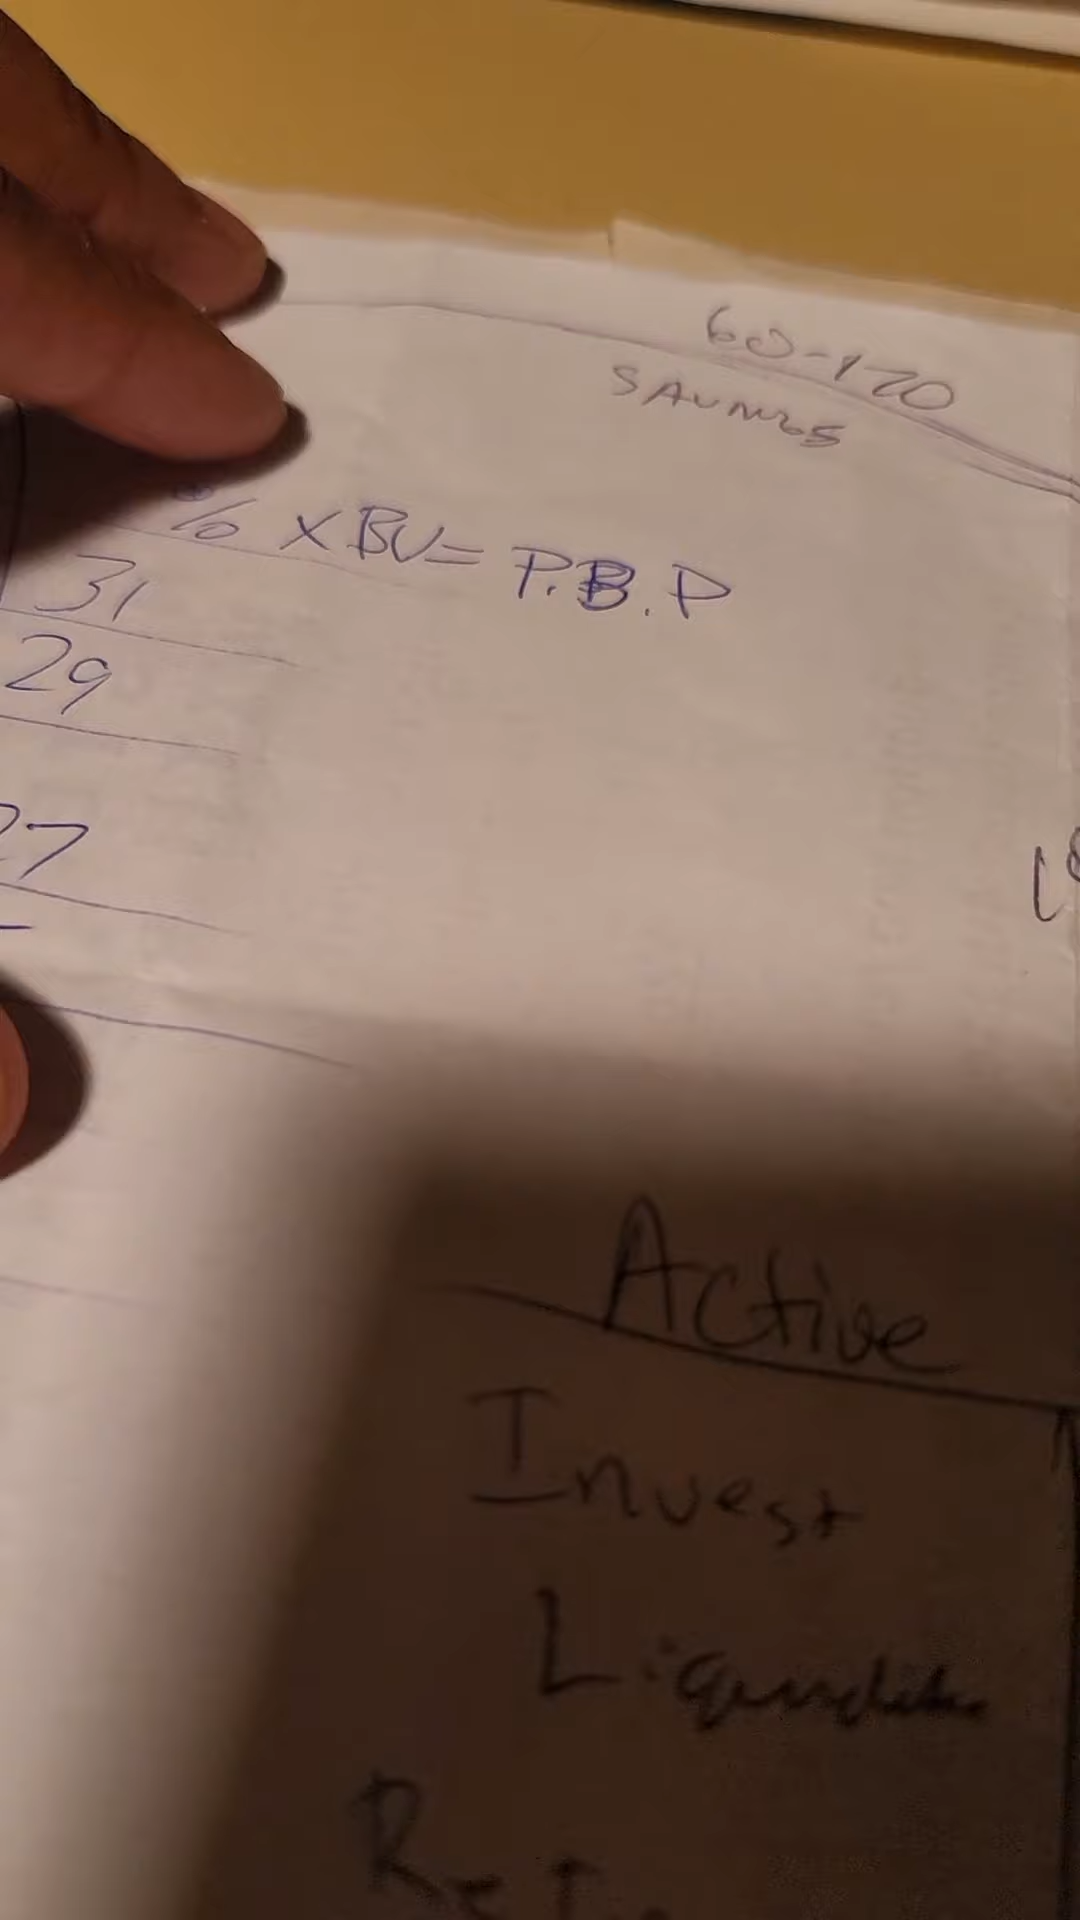 60-120
SAVINGS
% X BV = P.B.P
31
29
27
Active
Invest